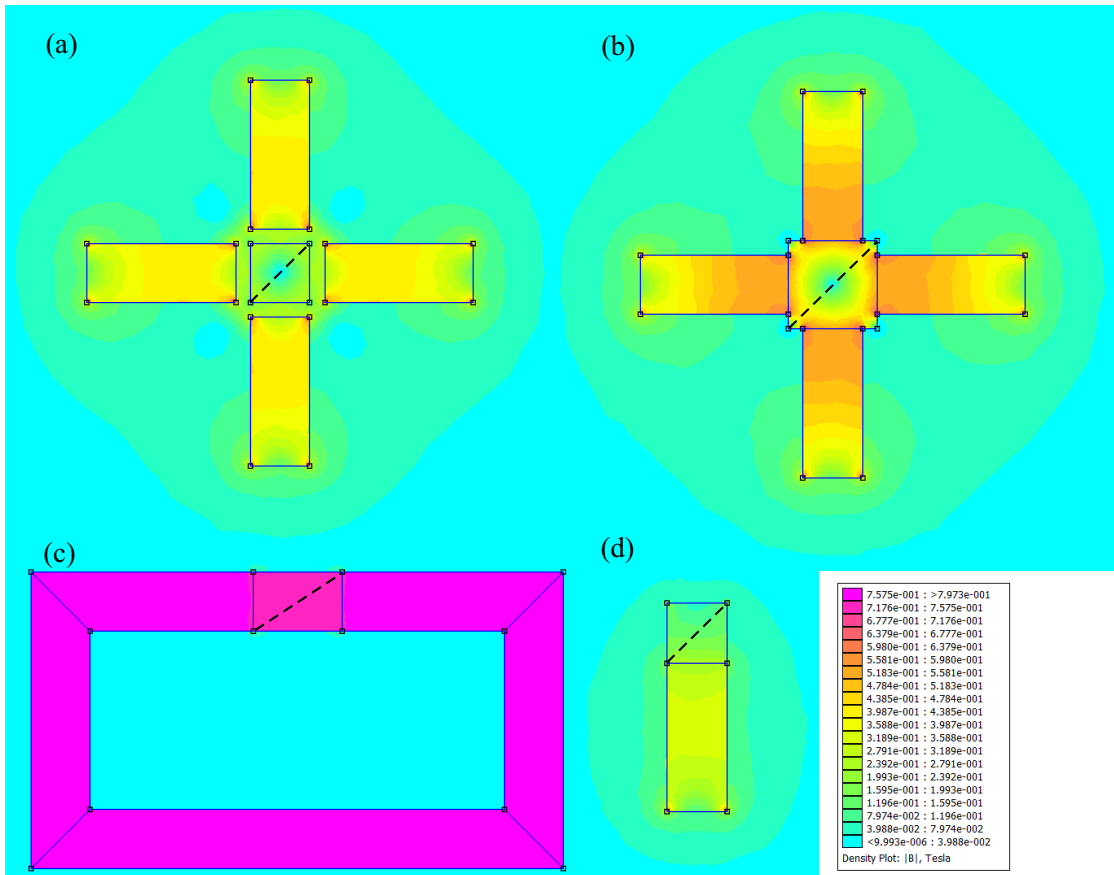 (a)
(b)
(c)
(d)
7.575e-001 : >7.973e-001
7.176e-001 : 7.575e-001
6.777e-001 : 7.176e-001
6.379e-001 : 6.777e-001
5.980e-001 : 6.379e-001
5.581e-001 : 5.980e-001
5.183e-001 : 5.581e-001
4.784e-001 : 5.183e-001
4.385e-001 : 4.784e-001
3.987e-001 : 4.385e-001
3.588e-001 : 3.987e-001
3.189e-001 : 3.588e-001
2.791e-001 : 3.189e-001
2.392e-001 : 2.791e-001
1.993e-001 : 2.392e-001
1.595e-001 : 1.993e-001
1.196e-001 : 1.595e-001
7.974e-002 : 1.196e-001
3.988e-002 : 7.974e-002
<9.993e-006 : 3.988e-002
Density Plot: |B|, Tesla